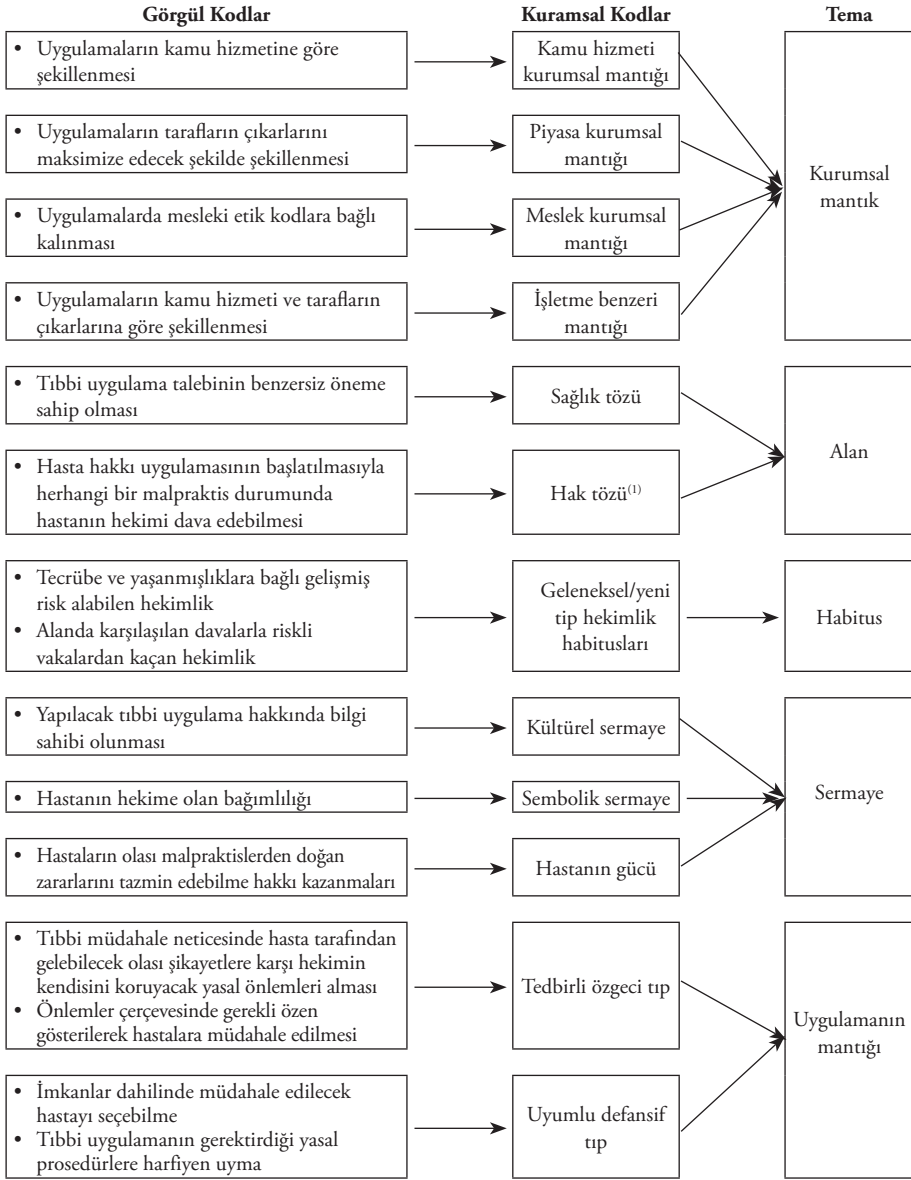 Görgül Kodlar
Kuramsal Kodlar
Tema
• Uygulamaların kamu hizmetine göre
şekillenmesi
Kamu hizmeti
kurumsal mantığı
• Uygulamaların tarafların çıkarlarını
maksimize edecek şekilde şekillenmesi
Piyasa kurumsal
mantığı
• Uygulamalarda mesleki etik kodlara bağlı
kalınması
Meslek kurumsal
mantığı
• Uygulamaların kamu hizmeti ve tarafların
çıkarlarına göre şekillenmesi
İşletme benzeri
mantığı
Kurumsal
mantık
• Tıbbi uygulama talebinin benzersiz öneme
sahip olması
Sağlık tözü
• Hasta hakkı uygulamasının başlatılmasıyla
herhangi bir malpraktis durumunda
hastanın hekimi dava edebilmesi
Hak tözü(1)
Alan
• Tecrübe ve yaşanmışlıklara bağlı gelişmiş
risk alabilen hekimlik
• Alanda karşılaşılan davalarla riskli
vakalardan kaçan hekimlik
Geleneksel/yeni
tip hekimlik
habitusları
Habitus
• Yapılacak tıbbi uygulama hakkında bilgi
sahibi olunması
Kültürel sermaye
• Hastanın hekime olan bağımlılığı
Sembolik sermaye
• Hastaların olası malpraktislerden doğan
zararlarını tazmin edebilme hakkı kazanmaları
Hastanın gücü
Sermaye
• Tıbbi müdahale neticesinde hasta tarafından
gelebilecek olası şikayetlere karşı hekimin
kendisini koruyacak yasal önlemleri alması
• Önlemler çerçevesinde gerekli özen
gösterilerek hastalara müdahale edilmesi
Tedbirli özgeci tıp
• İmkanlar dahilinde müdahale edilecek
hastayı seçebilme
• Tıbbi uygulamanın gerektirdiği yasal
prosedürlere harfiyen uyma
Uyumlu defansif
tıp
Uygulamanın
mantığı